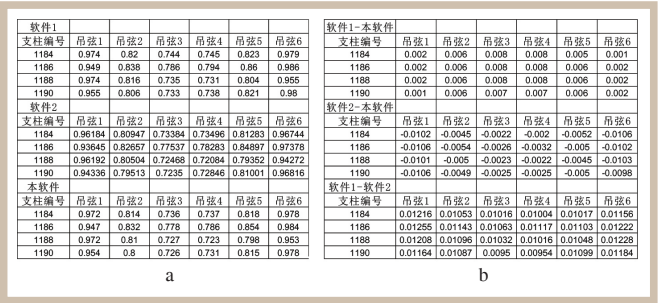 软件1
支柱编号 吊弦1 吊弦2 吊弦3 吊弦4 吊弦5 吊弦6
1184 0.974 0.82 0.744 0.745 0.823 0.979
1186 0.949 0.838 0.786 0.794 0.86 0.986
1188 0.974 0.816 0.735 0.731 0.804 0.955
1190 0.955 0.806 0.733 0.738 0.821 0.98
软件2
支柱编号 吊弦1 吊弦2 吊弦3 吊弦4 吊弦5 吊弦6
1184 0.96184 0.80947 0.73384 0.73496 0.81283 0.96744
1186 0.93645 0.82657 0.77537 0.78283 0.84897 0.97378
1188 0.96192 0.80504 0.72468 0.72084 0.79352 0.94272
1190 0.94336 0.79513 0.7235 0.72846 0.81001 0.96816
本软件
支柱编号 吊弦1 吊弦2 吊弦3 吊弦4 吊弦5 吊弦6
1184 0.972 0.814 0.736 0.737 0.818 0.978
1186 0.947 0.832 0.778 0.786 0.854 0.984
1188 0.972 0.81 0.727 0.723 0.798 0.953
1190 0.954 0.8 0.726 0.731 0.815 0.978
a
软件1-本软件
支柱编号 吊弦1 吊弦2 吊弦3 吊弦4 吊弦5 吊弦6
1184 0.002 0.006 0.008 0.008 0.005 0.001
1186 0.002 0.006 0.008 0.008 0.006 0.002
1188 0.002 0.006 0.008 0.008 0.006 0.002
1190 0.001 0.006 0.007 0.007 0.006 0.002
软件2-本软件
支柱编号 吊弦1 吊弦2 吊弦3 吊弦4 吊弦5 吊弦6
1184 -0.0102 -0.0045 -0.0022 -0.002 -0.0052 -0.0106
1186 -0.0106 -0.0054 -0.0026 -0.0032 -0.005 -0.0102
1188 -0.0101 -0.005 -0.0023 -0.0022 -0.0045 -0.0103
1190 -0.0106 -0.0049 -0.0025 -0.0025 -0.005 -0.0098
软件1-软件2
支柱编号 吊弦1 吊弦2 吊弦3 吊弦4 吊弦5 吊弦6
1184 0.01216 0.01053 0.01016 0.01004 0.01017 0.01156
1186 0.01255 0.01143 0.01063 0.01117 0.01103 0.01222
1188 0.01208 0.01096 0.01032 0.01016 0.01048 0.01228
1190 0.01164 0.01087 0.0095 0.00954 0.01099 0.01184
b